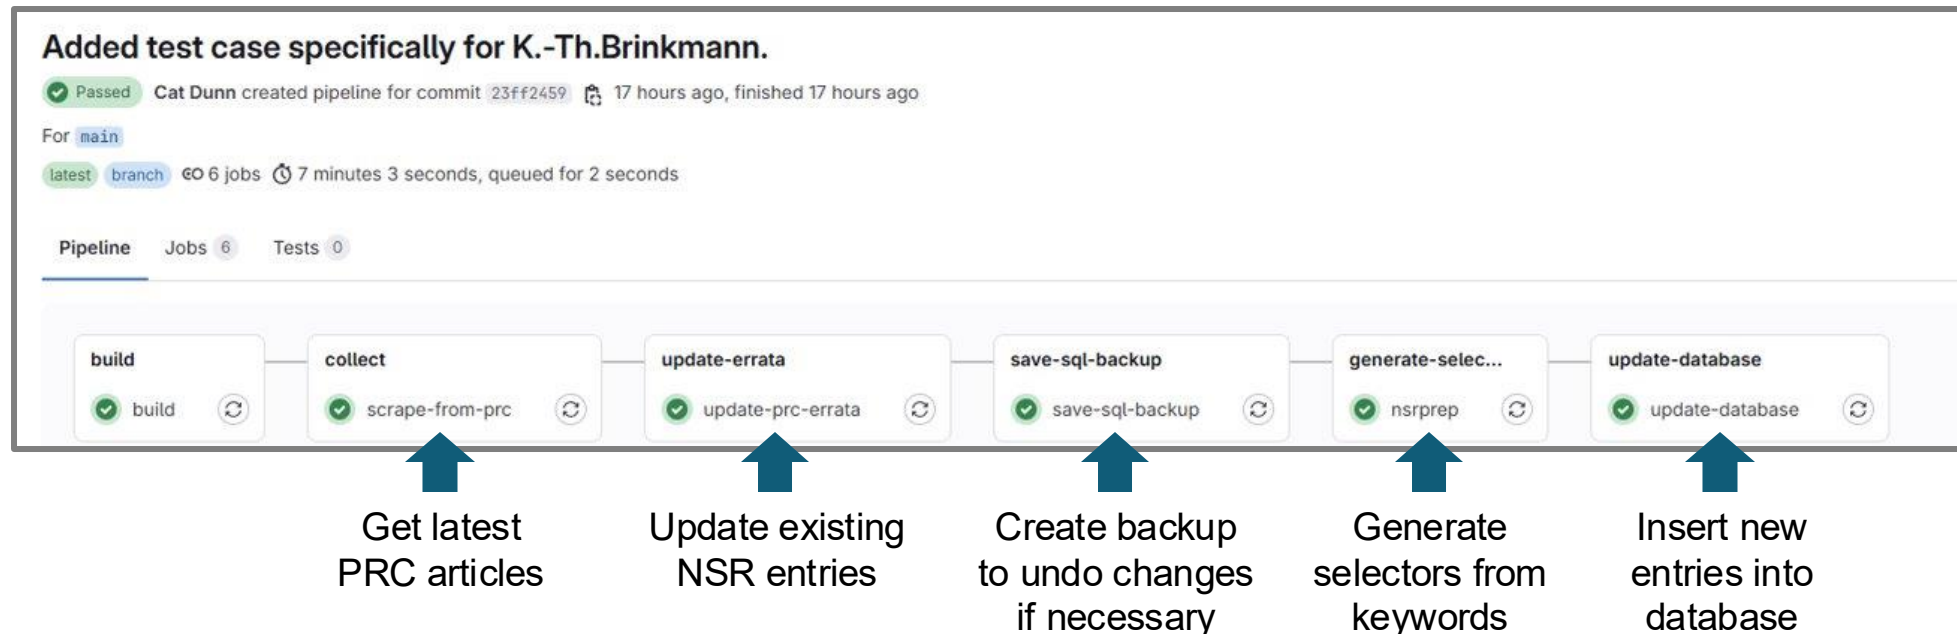 Added test case specifically for K.-Th.Brinkmann.
Passed Cat Dunn created pipeline for commit 23ff2459 17 hours ago, finished 17 hours ago
For main
latest branch 6 jobs 7 minutes 3 seconds, queued for 2 seconds
Pipeline Jobs 6 Tests 0
build collect update-errata save-sql-backup generate-selec... update-database
build scrape-from-prc update-prc-errata save-sql-backup nsrprep update-database
Get latest
PRC articles
Update existing
NSR entries
Create backup
to undo changes
if necessary
Generate
selectors from
keywords
Insert new
entries into
database